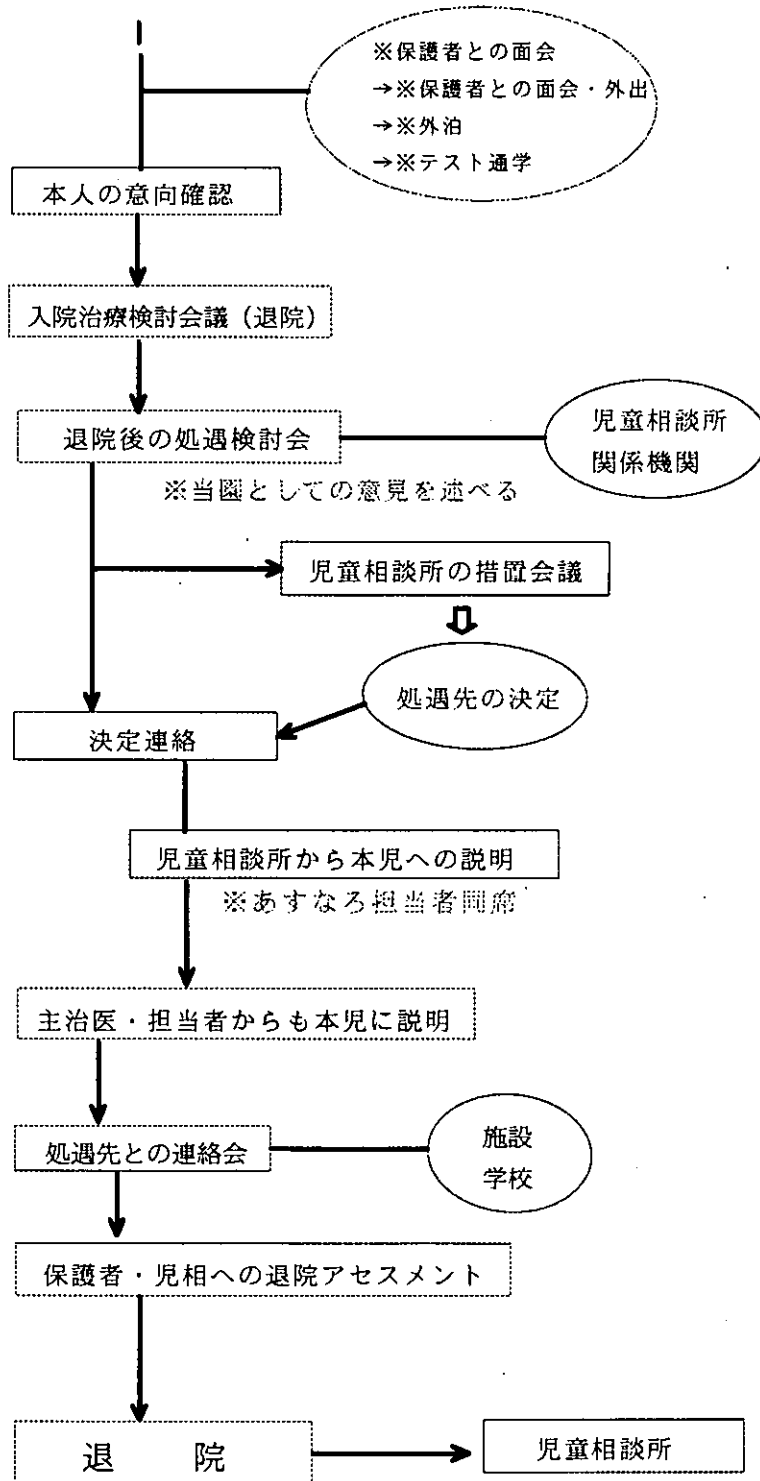 ※保護者との面会
→※保護者との面会・外出
→※外泊
→※テスト通学
本人の意向確認
入院治療検討会議（退院）
退院後の処遇検討会
児童相談所
関係機関
※当園としての意見を述べる
児童相談所の措置会議
処遇先の決定
決定連絡
児童相談所から本児への説明
※あすなろ担当者同席
主治医・担当者からも本児に説明
処遇先との連絡会
施設
学校
保護者・児相への退院アセスメント
退　院
児童相談所